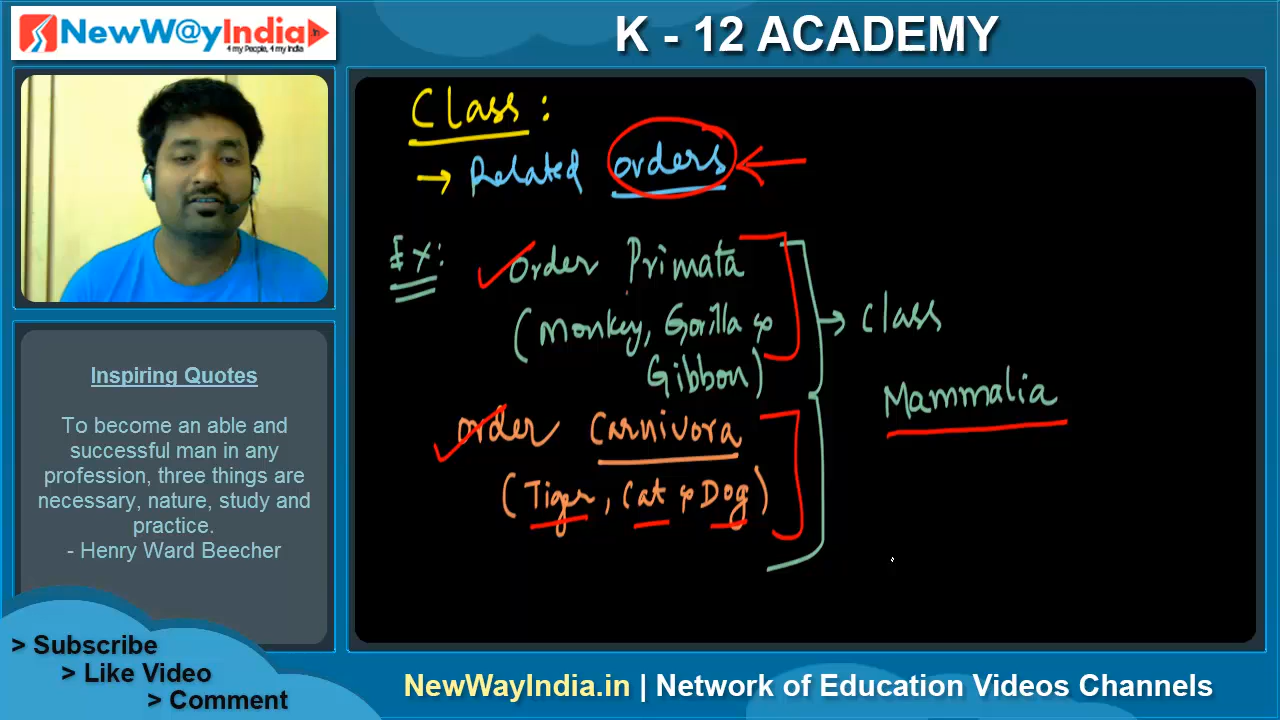 NewW@yIndia.in
4 my People, 4 my India
K - 12 ACADEMY
Class :
→ Related orders
Ex:
order Primata
(Monkey, Gorilla &
Gibbon)
→ Class
Mammalia
order Carnivora
(Tiger, Cat & Dog)
Inspiring Quotes
To become an able and
successful man in any
profession, three things are
necessary, nature, study and
practice.
- Henry Ward Beecher
> Subscribe
> Like Video
> Comment
NewWayIndia.in | Network of Education Videos Channels